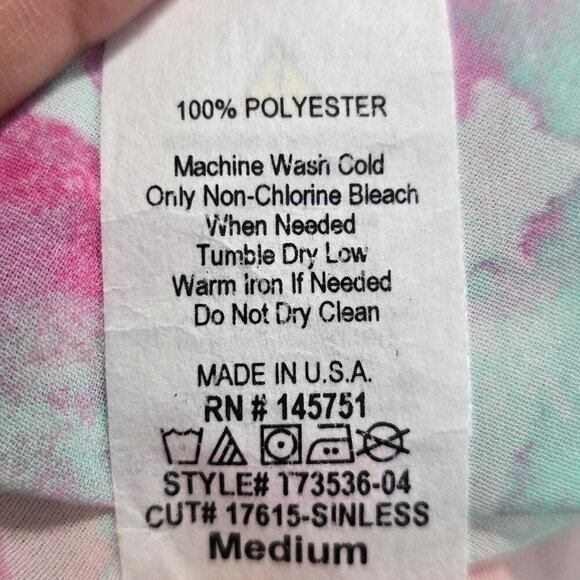 100% POLYESTER
Machine Wash Cold
Only Non-Chlorine Bleach
When Needed
Tumble Dry Low
Warm iron If Needed
Do Not Dry Clean
MADE IN U.S.A.
RN # 145751
STYLE# 173536-04
CUT# 17615-SINLESS
Medium